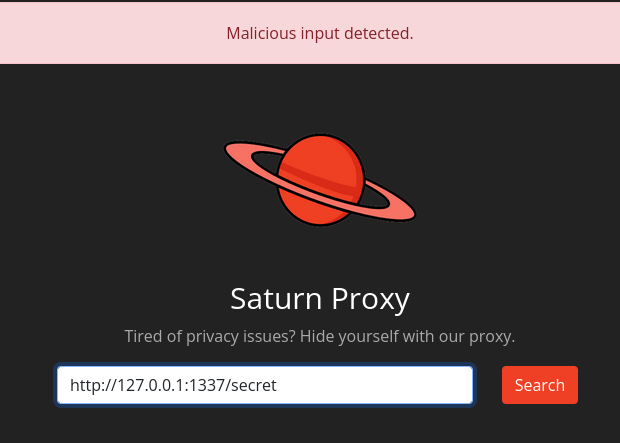 Malicious input detected.
Saturn Proxy
Tired of privacy issues? Hide yourself with our proxy.
http://127.0.0.1:1337/secret
Search